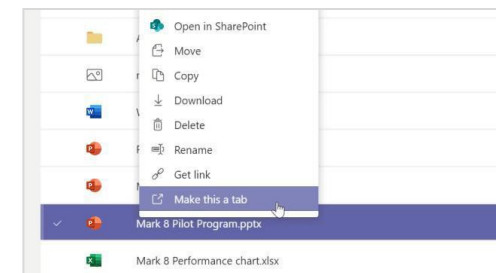 Open in SharePoint
Move
Copy
Download
Delete
Rename
Get link
Make this a tab
Mark 8 Pilot Program.pptx
Mark 8 Performance chart.xlsx